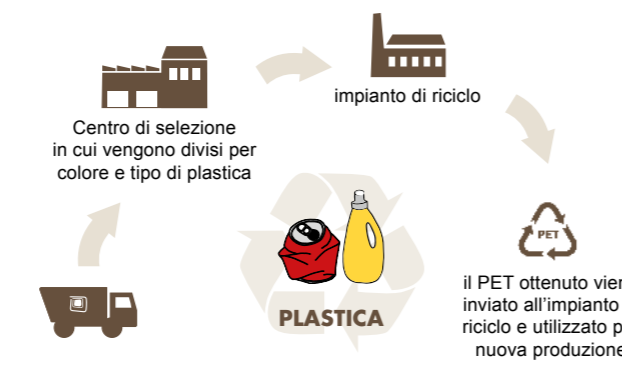 impianto di riciclo
Centro di selezione
in cui vengono divisi per
colore e tipo di plastica
PET
PLASTICA
il PET ottenuto vien
inviato all'impianto
riciclo e utilizzato p
nuova produzione